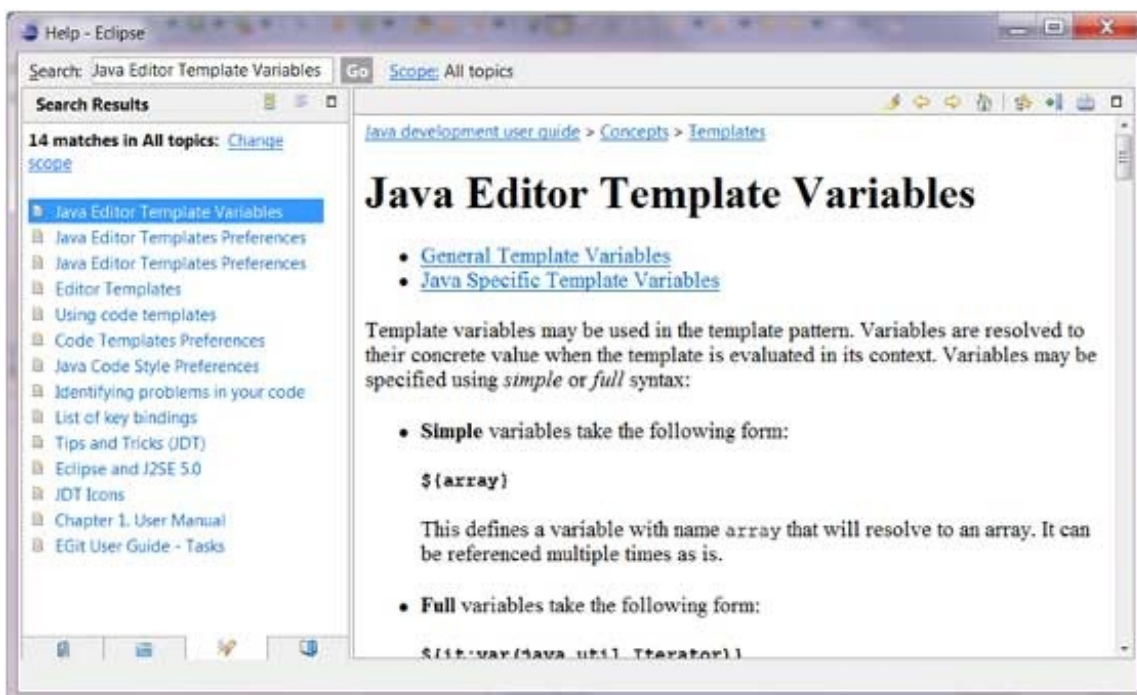 Help - Eclipse
Search: Java Editor Template Variables Go Scope: All topics
Search Results
14 matches in All topics: Change
scope
Java Editor Template Variables
Java Editor Templates Preferences
Java Editor Templates Preferences
Editor Templates
Using code templates
Code Templates Preferences
Java Code Style Preferences
Identifying problems in your code
List of key bindings
Tips and Tricks (JDT)
Eclipse and J2SE 5.0
JDT Icons
Chapter 1. User Manual
EGit User Guide - Tasks
Java development user guide > Concepts > Templates
Java Editor Template Variables
• General Template Variables
• Java Specific Template Variables
Template variables may be used in the template pattern. Variables are resolved to
their concrete value when the template is evaluated in its context. Variables may be
specified using simple or full syntax:
• Simple variables take the following form:
${array}
This defines a variable with name array that will resolve to an array. It can
be referenced multiple times as is.
• Full variables take the following form:
${it:var(java.util.Iterator)}